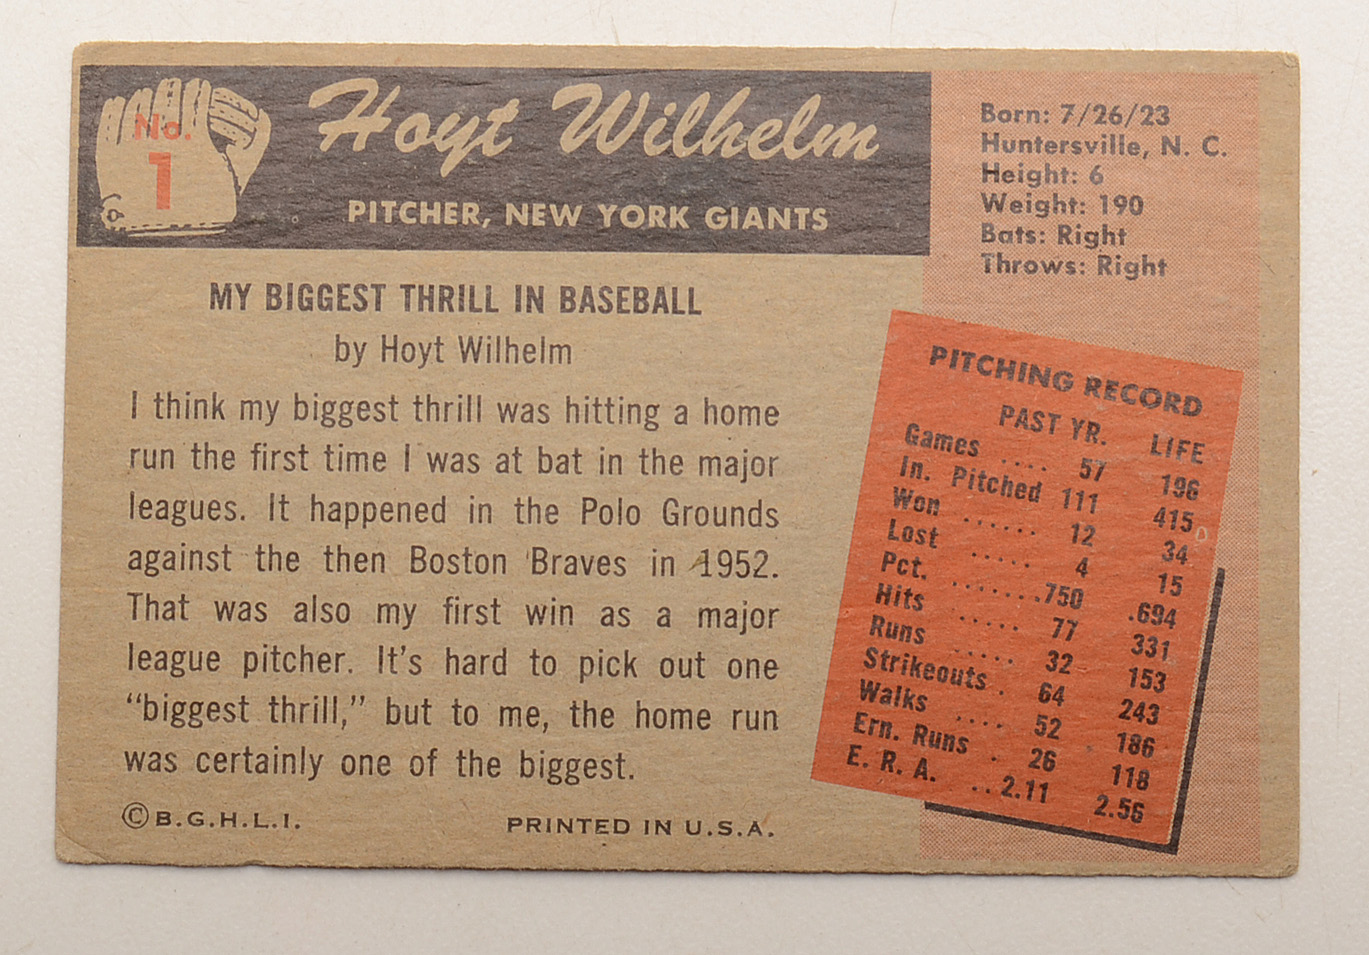 No.
1
Hoyt Wilhelm
PITCHER, NEW YORK GIANTS
Born: 7/26/23
Huntersville, N. C.
Height: 6
Weight: 190
Bats: Right
Throws: Right
MY BIGGEST THRILL IN BASEBALL
by Hoyt Wilhelm
I think my biggest thrill was hitting a home
run the first time I was at bat in the major
leagues. It happened in the Polo Grounds
against the then Boston Braves in 1952.
That was also my first win as a major
league pitcher. It's hard to pick out one
"biggest thrill," but to me, the home run
was certainly one of the biggest.
©B.G.H.L.I.
PRINTED IN U.S.A.
PITCHING RECORD
PAST YR. LIFE
Games .... 57 196
In. Pitched 111 415
Won ...... 12 34
Lost ..... 4 15
Pct. .......750 .694
Hits ..... 77 331
Runs ..... 32 153
Strikeouts . 64 243
Walks .... 52 186
Ern. Runs . 26 118
E. R. A. ..2.11 2.56